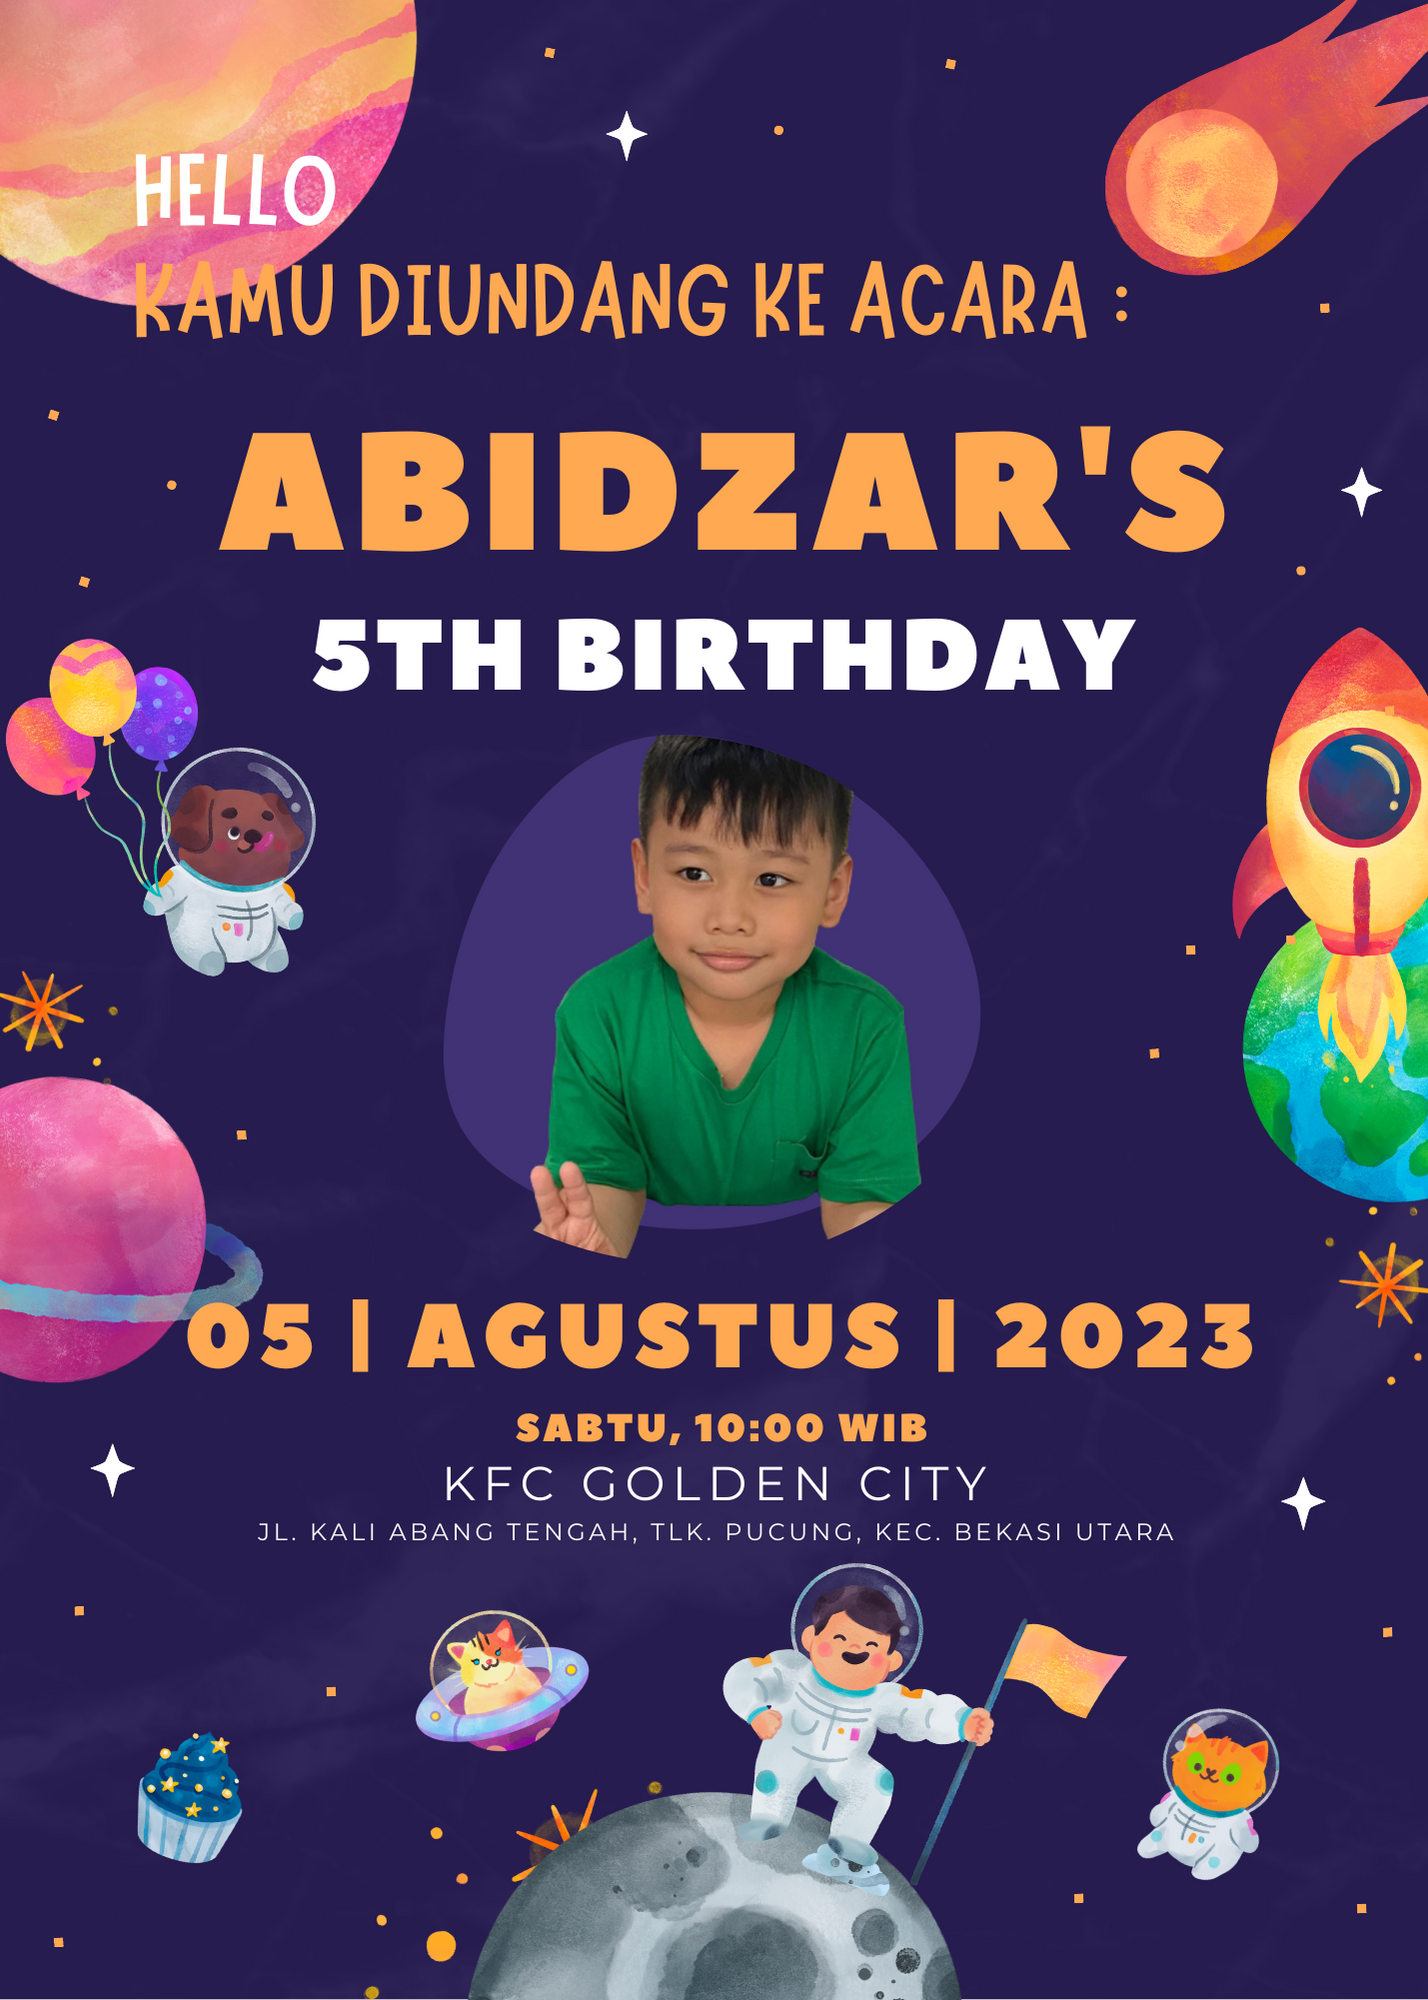 HELLO
KAMU DIUNDANG KE ACARA :
ABIDZAR'S
5TH BIRTHDAY
05 | AGUSTUS | 2023
SABTU, 10:00 WIB
KFC GOLDEN CITY
JL. KALI ABANG TENGAH, TLK. PUCUNG, KEC. BEKASI UTARA